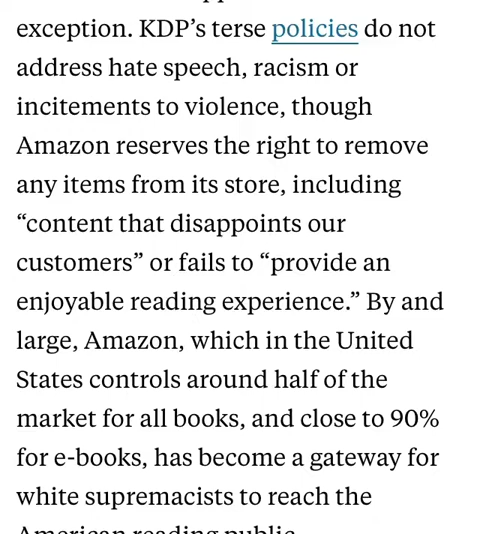 exception. KDP’s terse policies do not
address hate speech, racism or
incitements to violence, though
Amazon reserves the right to remove
any items from its store, including
“content that disappoints our
customers” or fails to “provide an
enjoyable reading experience.” By and
large, Amazon, which in the United
States controls around half of the
market for all books, and close to 90%
for e-books, has become a gateway for
white supremacists to reach the
American reading public.